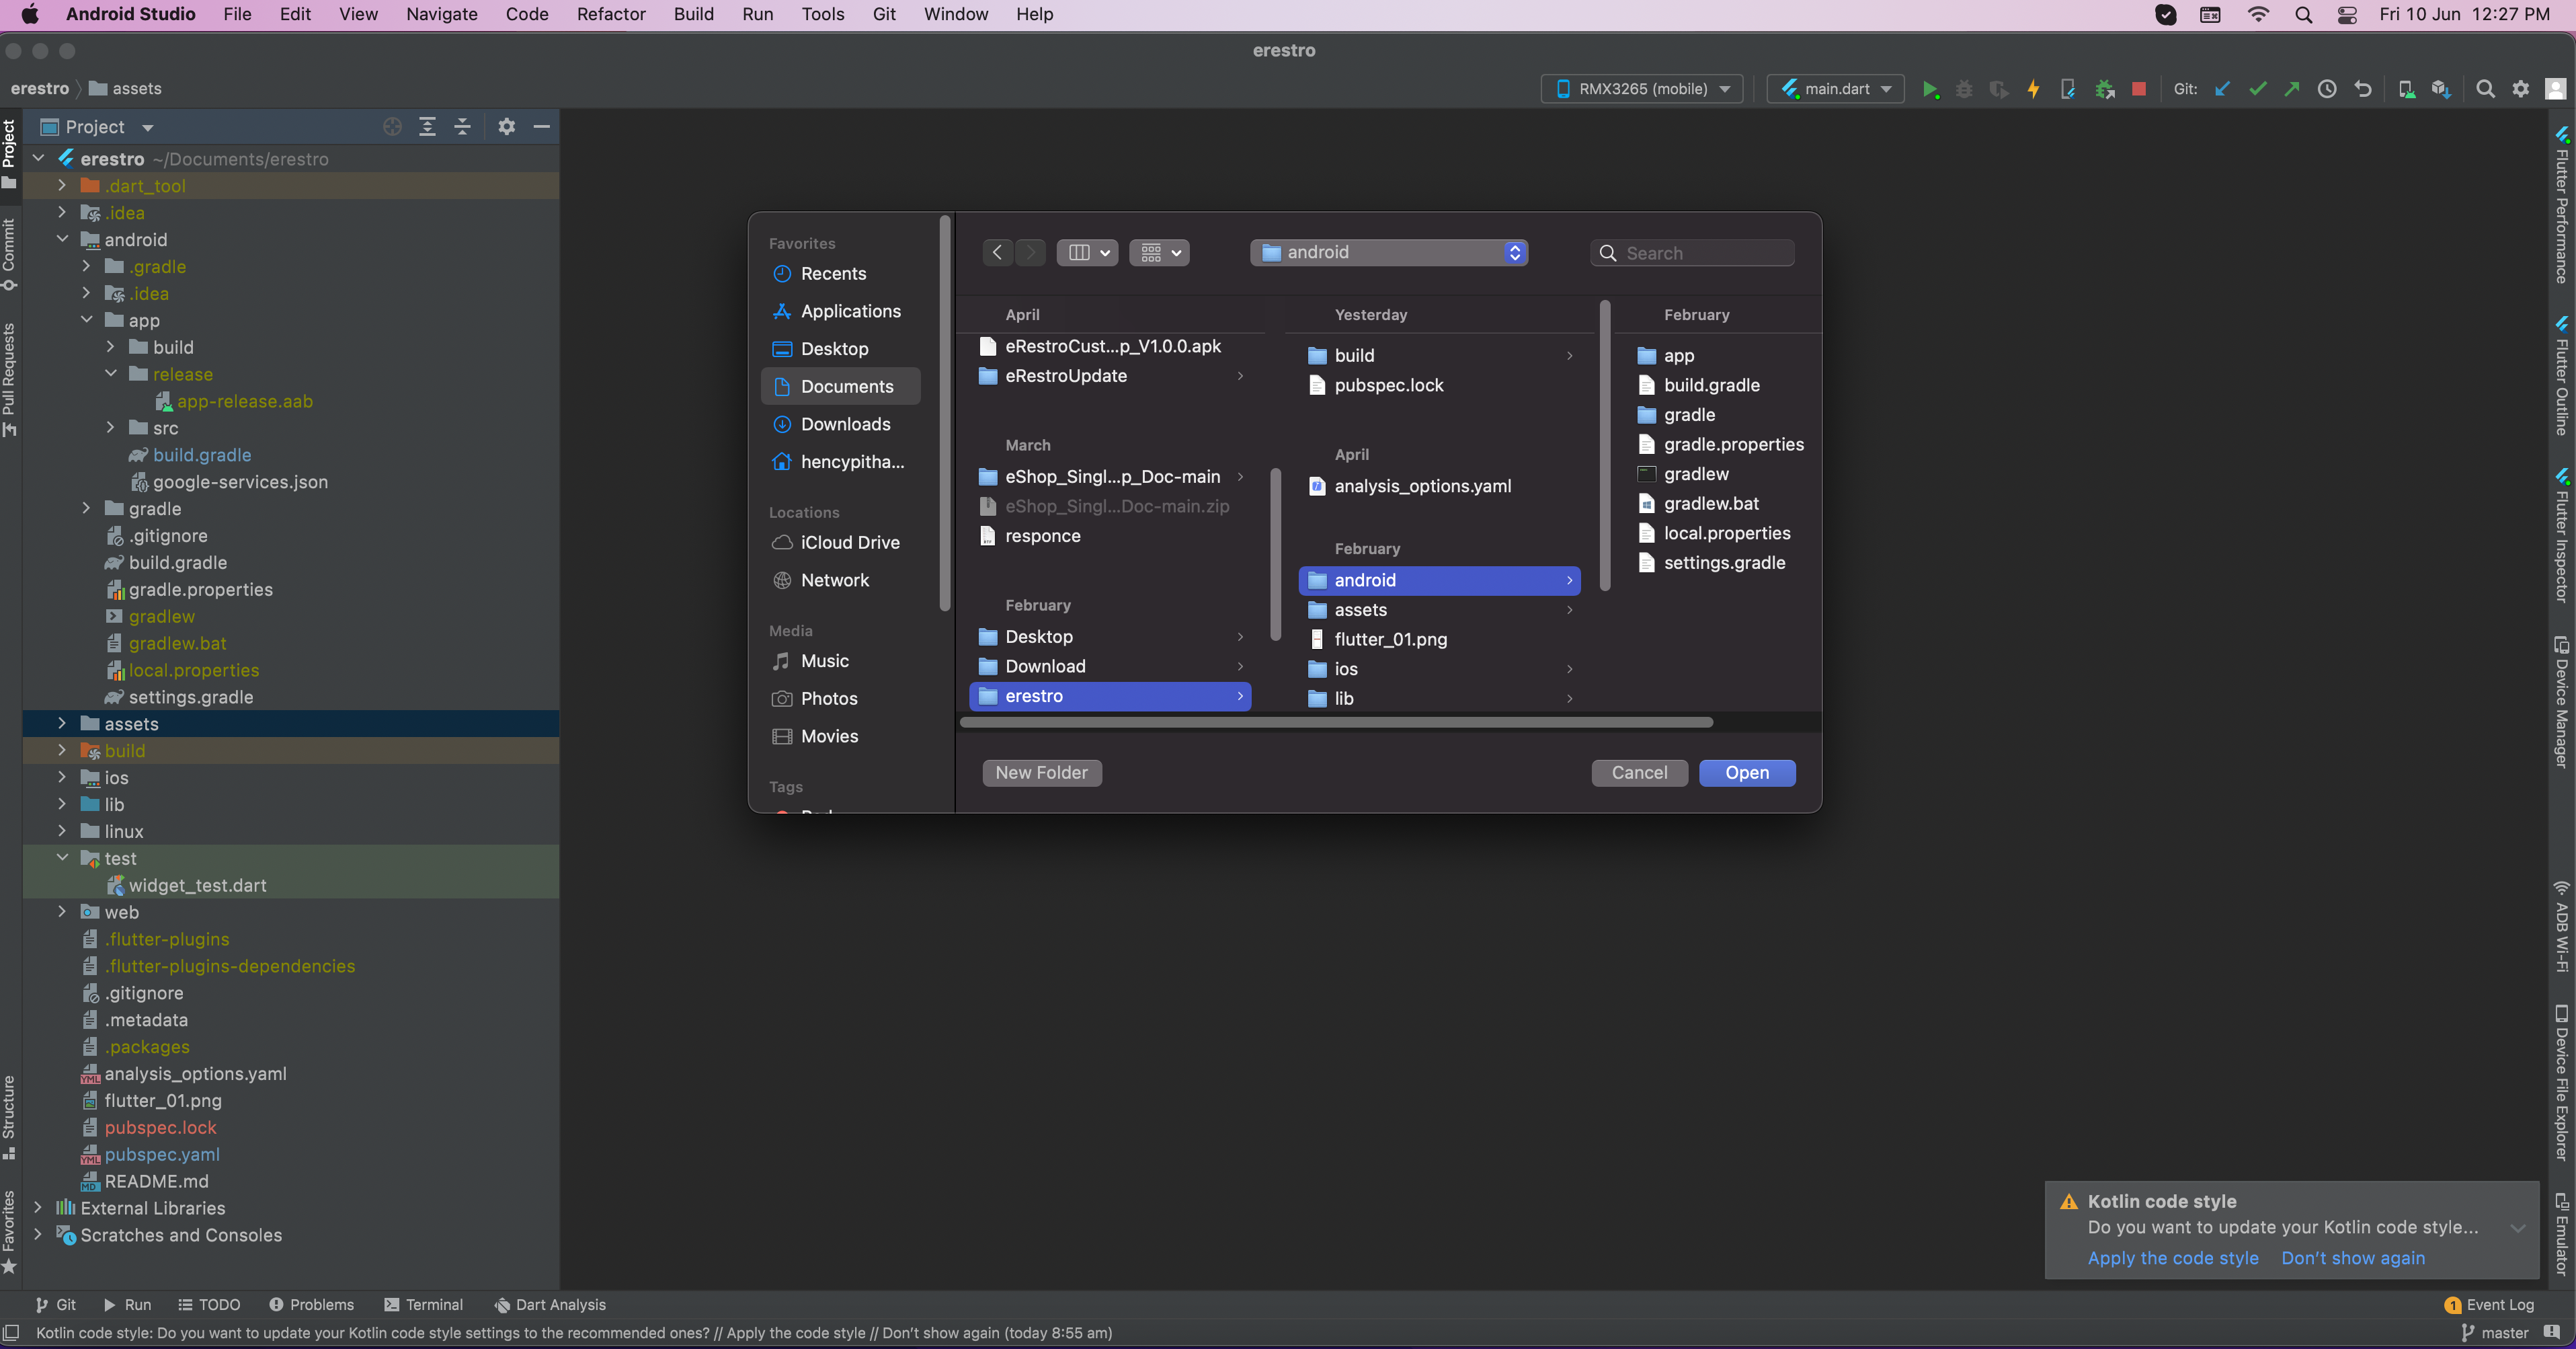 Android Studio File Edit View Navigate Code Refactor Build Run Tools Git Window Help Fri 10 Jun 12:27 PM
erestro
erestro assets RMX3265 (mobile) main.dart Git:
Project
erestro ~/Documents/erestro
.dart_tool
.idea
android
.gradle
.idea
app
build
release
app-release.aab
src
build.gradle
google-services.json
gradle
.gitignore
build.gradle
gradle.properties
gradlew
gradlew.bat
local.properties
settings.gradle
assets
build
ios
lib
linux
test
widget_test.dart
web
.flutter-plugins
.flutter-plugins-dependencies
.gitignore
.metadata
.packages
analysis_options.yaml
flutter_01.png
pubspec.lock
pubspec.yaml
README.md
External Libraries
Scratches and Consoles
Project
Commit
Pull Requests
Structure
Favorites
Favorites
Recents
Applications
Desktop
Documents
Downloads
hencypitha...
Locations
iCloud Drive
Network
Media
Music
Photos
Movies
Tags
android
Search
April
eRestroCust...p_V1.0.0.apk
eRestroUpdate
March
eShop_Singl...p_Doc-main
eShop_Singl...Doc-main.zip
responce
February
Desktop
Download
erestro
Yesterday
build
pubspec.lock
April
analysis_options.yaml
February
android
assets
flutter_01.png
ios
lib
February
app
build.gradle
gradle
gradle.properties
gradlew
gradlew.bat
local.properties
settings.gradle
New Folder Cancel Open
Flutter Performance
Flutter Outline
Flutter Inspector
Device Manager
ADB Wi-Fi
Device File Explorer
Emulator
Kotlin code style
Do you want to update your Kotlin code style...
Apply the code style Don't show again
Git Run TODO Problems Terminal Dart Analysis 1 Event Log
Kotlin code style: Do you want to update your Kotlin code style settings to the recommended ones? // Apply the code style // Don't show again (today 8:55 am) master